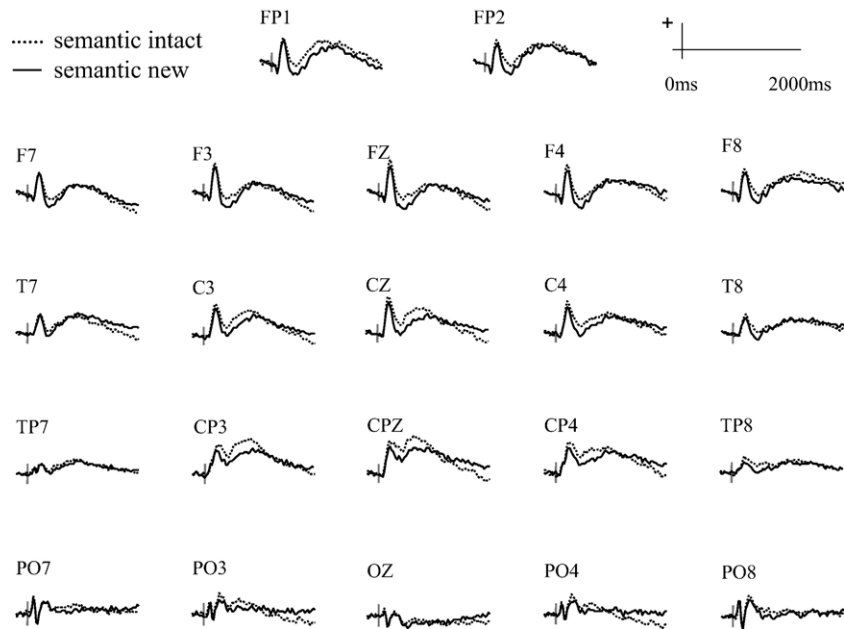 FP1 FP2
semantic intact
semantic new
+
0ms 2000ms
F7 F3 FZ F4 F8
T7 C3 CZ C4 T8
TP7 CP3 CPZ CP4 TP8
PO7 PO3 OZ PO4 PO8